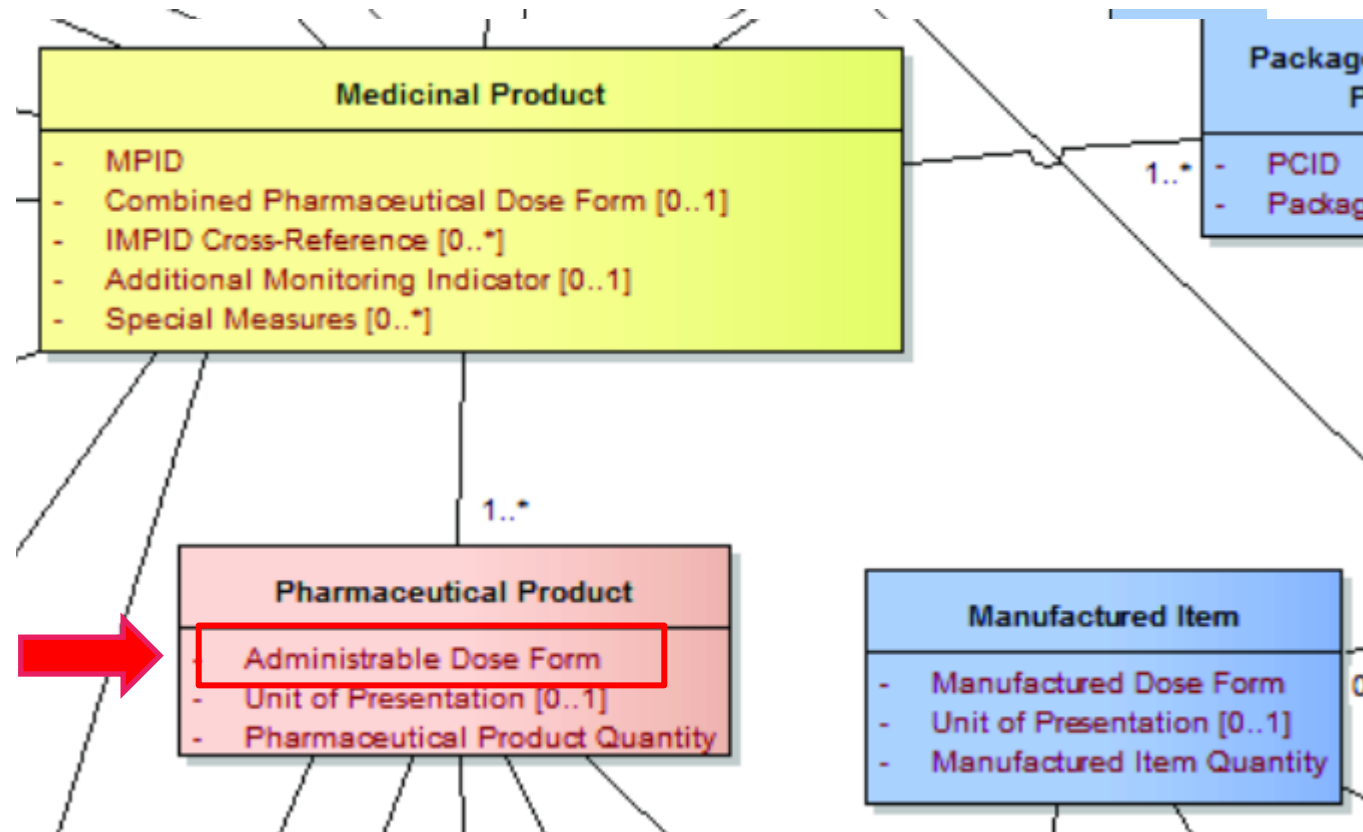 Medicinal Product
- MPID
- Combined Pharmaceutical Dose Form [0..1]
- IMPID Cross-Reference [0..*]
- Additional Monitoring Indicator [0..1]
- Special Measures [0..*]
1..*
- PCID
1..*
Pharmaceutical Product
- Administrable Dose Form
- Unit of Presentation [0..1]
- Pharmaceutical Product Quantity
Manufactured Item
- Manufactured Dose Form
- Unit of Presentation [0..1]
- Manufactured Item Quantity